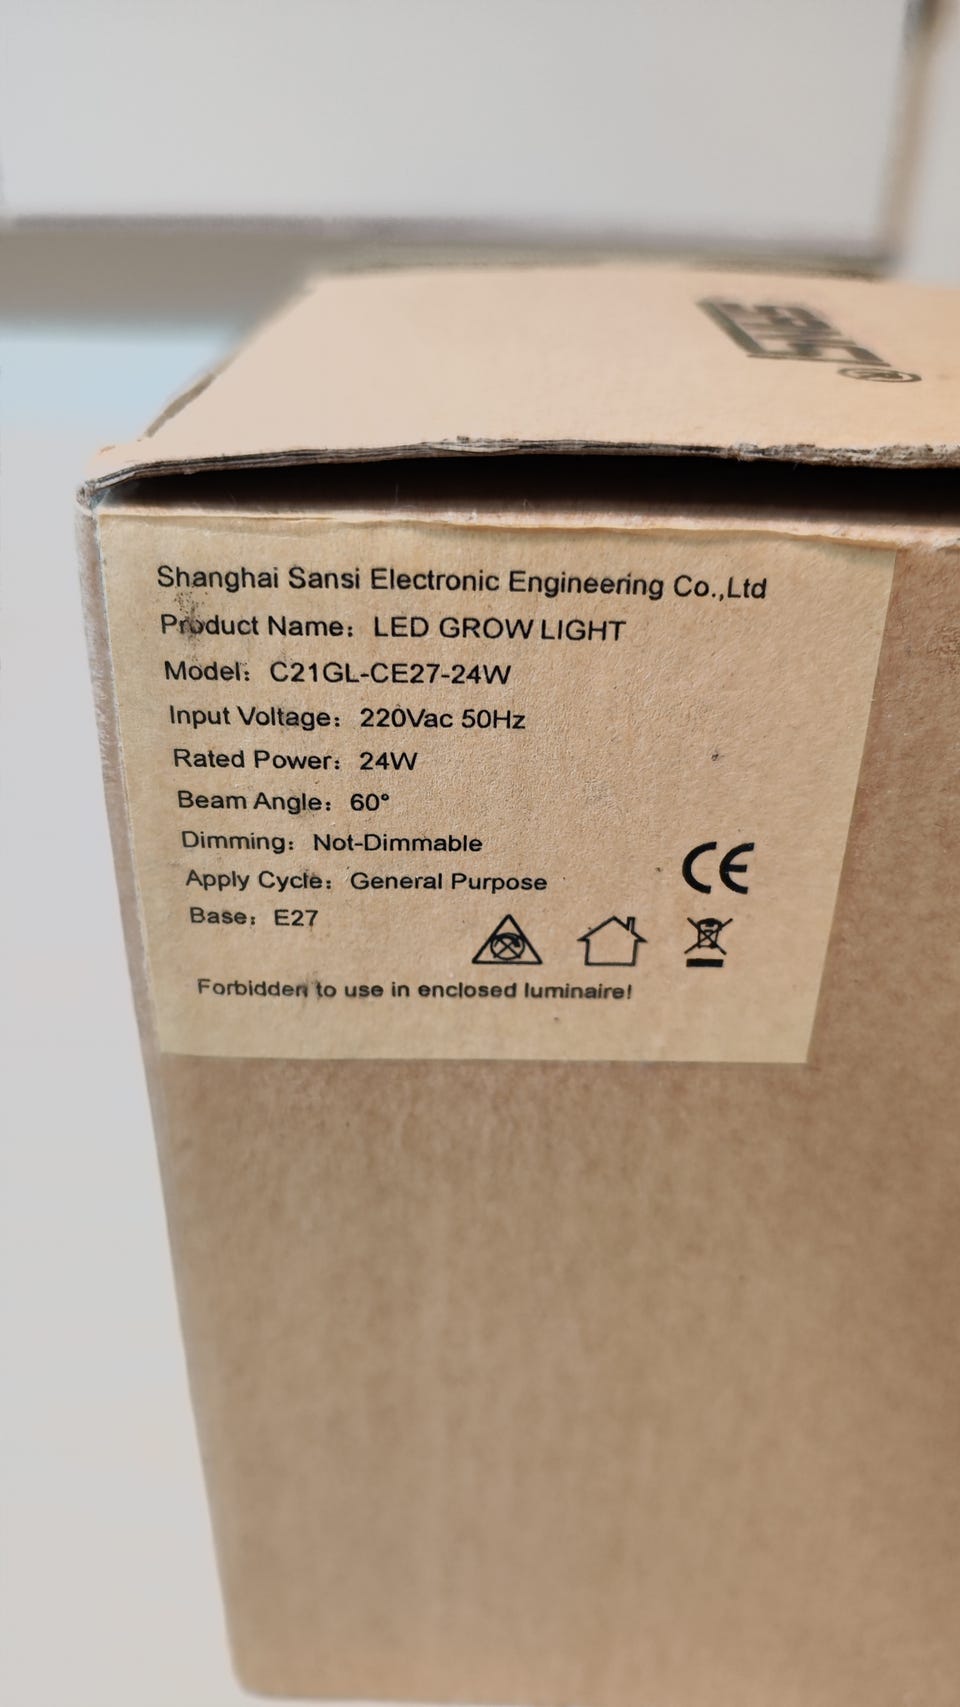 SANSI®
Shanghai Sansi Electronic Engineering Co.,Ltd
Product Name： LED GROW LIGHT
Model： C21GL-CE27-24W
Input Voltage： 220Vac 50Hz
Rated Power： 24W
Beam Angle： 60°
Dimming： Not-Dimmable
Apply Cycle： General Purpose
Base： E27
CE
Forbidden to use in enclosed luminaire!